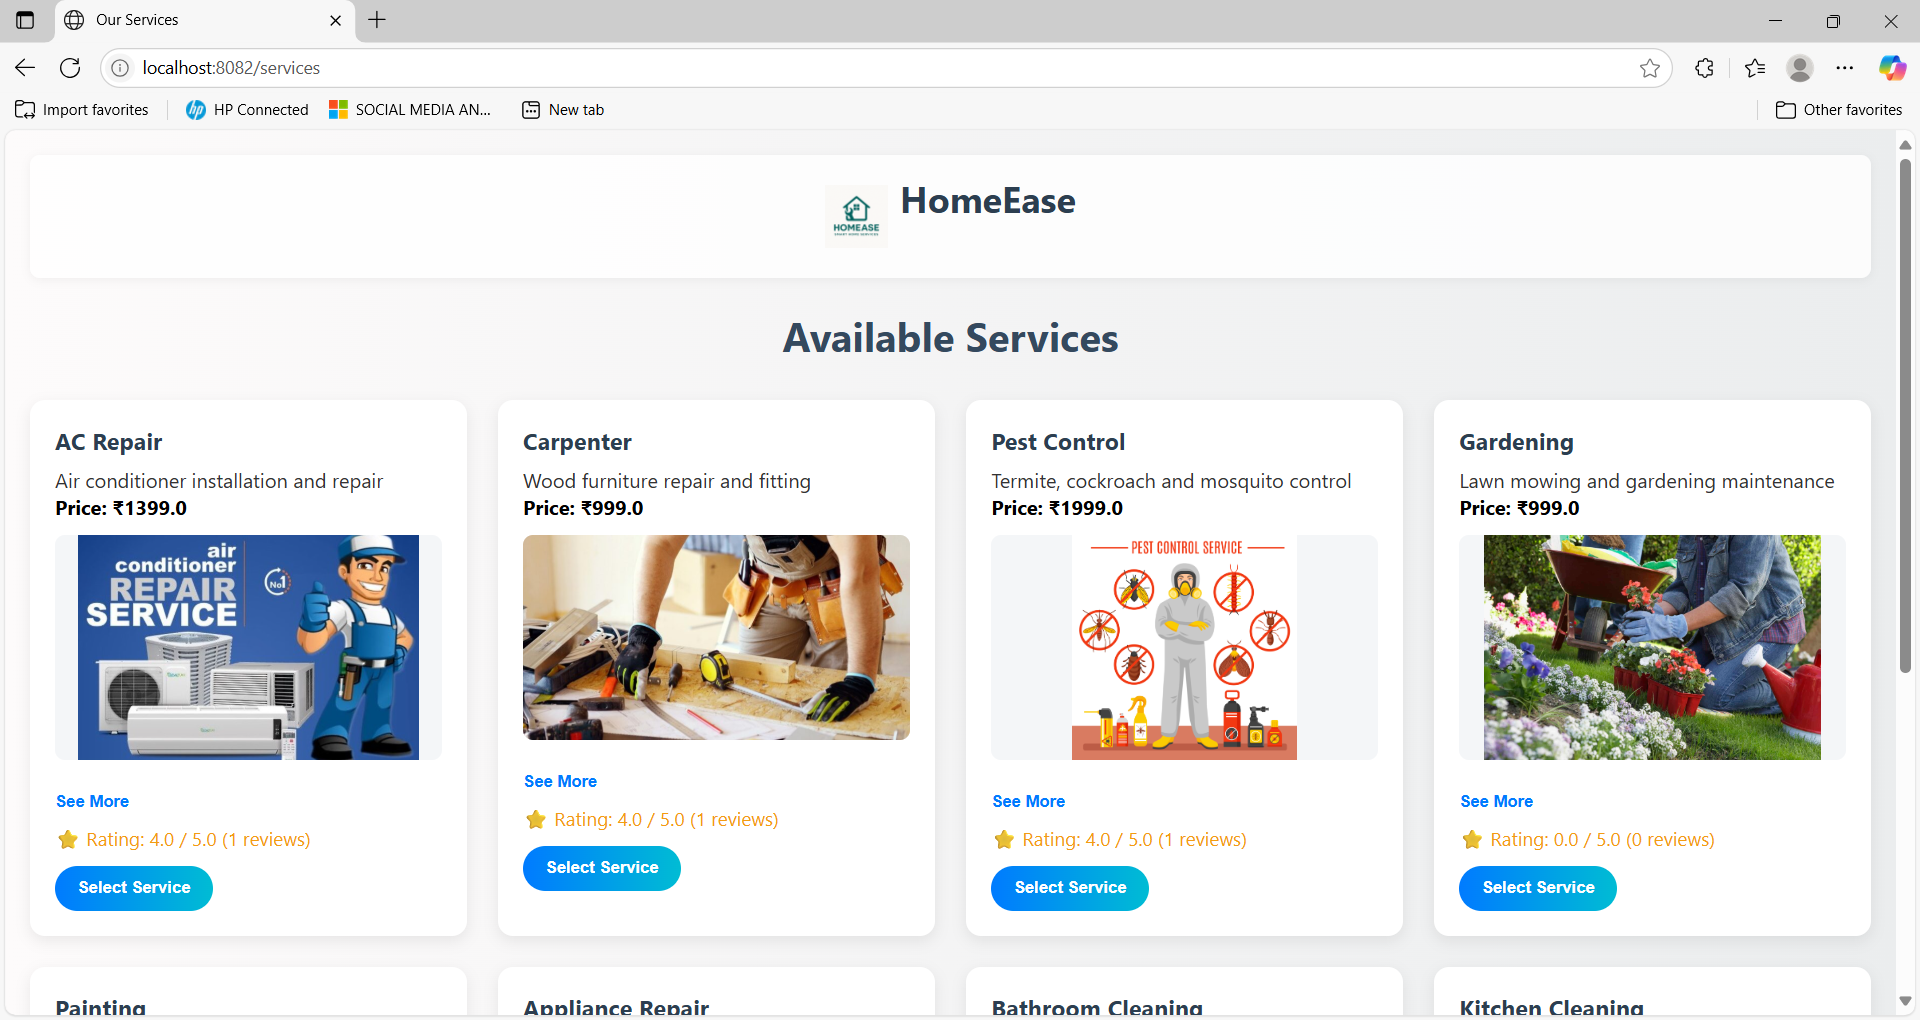 Our Services
localhost:8082/services
Import favorites
HP Connected
SOCIAL MEDIA AN...
New tab
Other favorites
HOMEASE
HomeEase
Available Services
AC Repair
Air conditioner installation and repair
Price: ₹1399.0
air
conditioner
REPAIR
SERVICE
No1
See More
Rating: 4.0 / 5.0 (1 reviews)
Select Service
Carpenter
Wood furniture repair and fitting
Price: ₹999.0
See More
Rating: 4.0 / 5.0 (1 reviews)
Select Service
Pest Control
Termite, cockroach and mosquito control
Price: ₹1999.0
PEST CONTROL SERVICE
See More
Rating: 4.0 / 5.0 (1 reviews)
Select Service
Gardening
Lawn mowing and gardening maintenance
Price: ₹999.0
See More
Rating: 0.0 / 5.0 (0 reviews)
Select Service
Painting
Appliance Repair
Bathroom Cleaning
Kitchen Cleaning